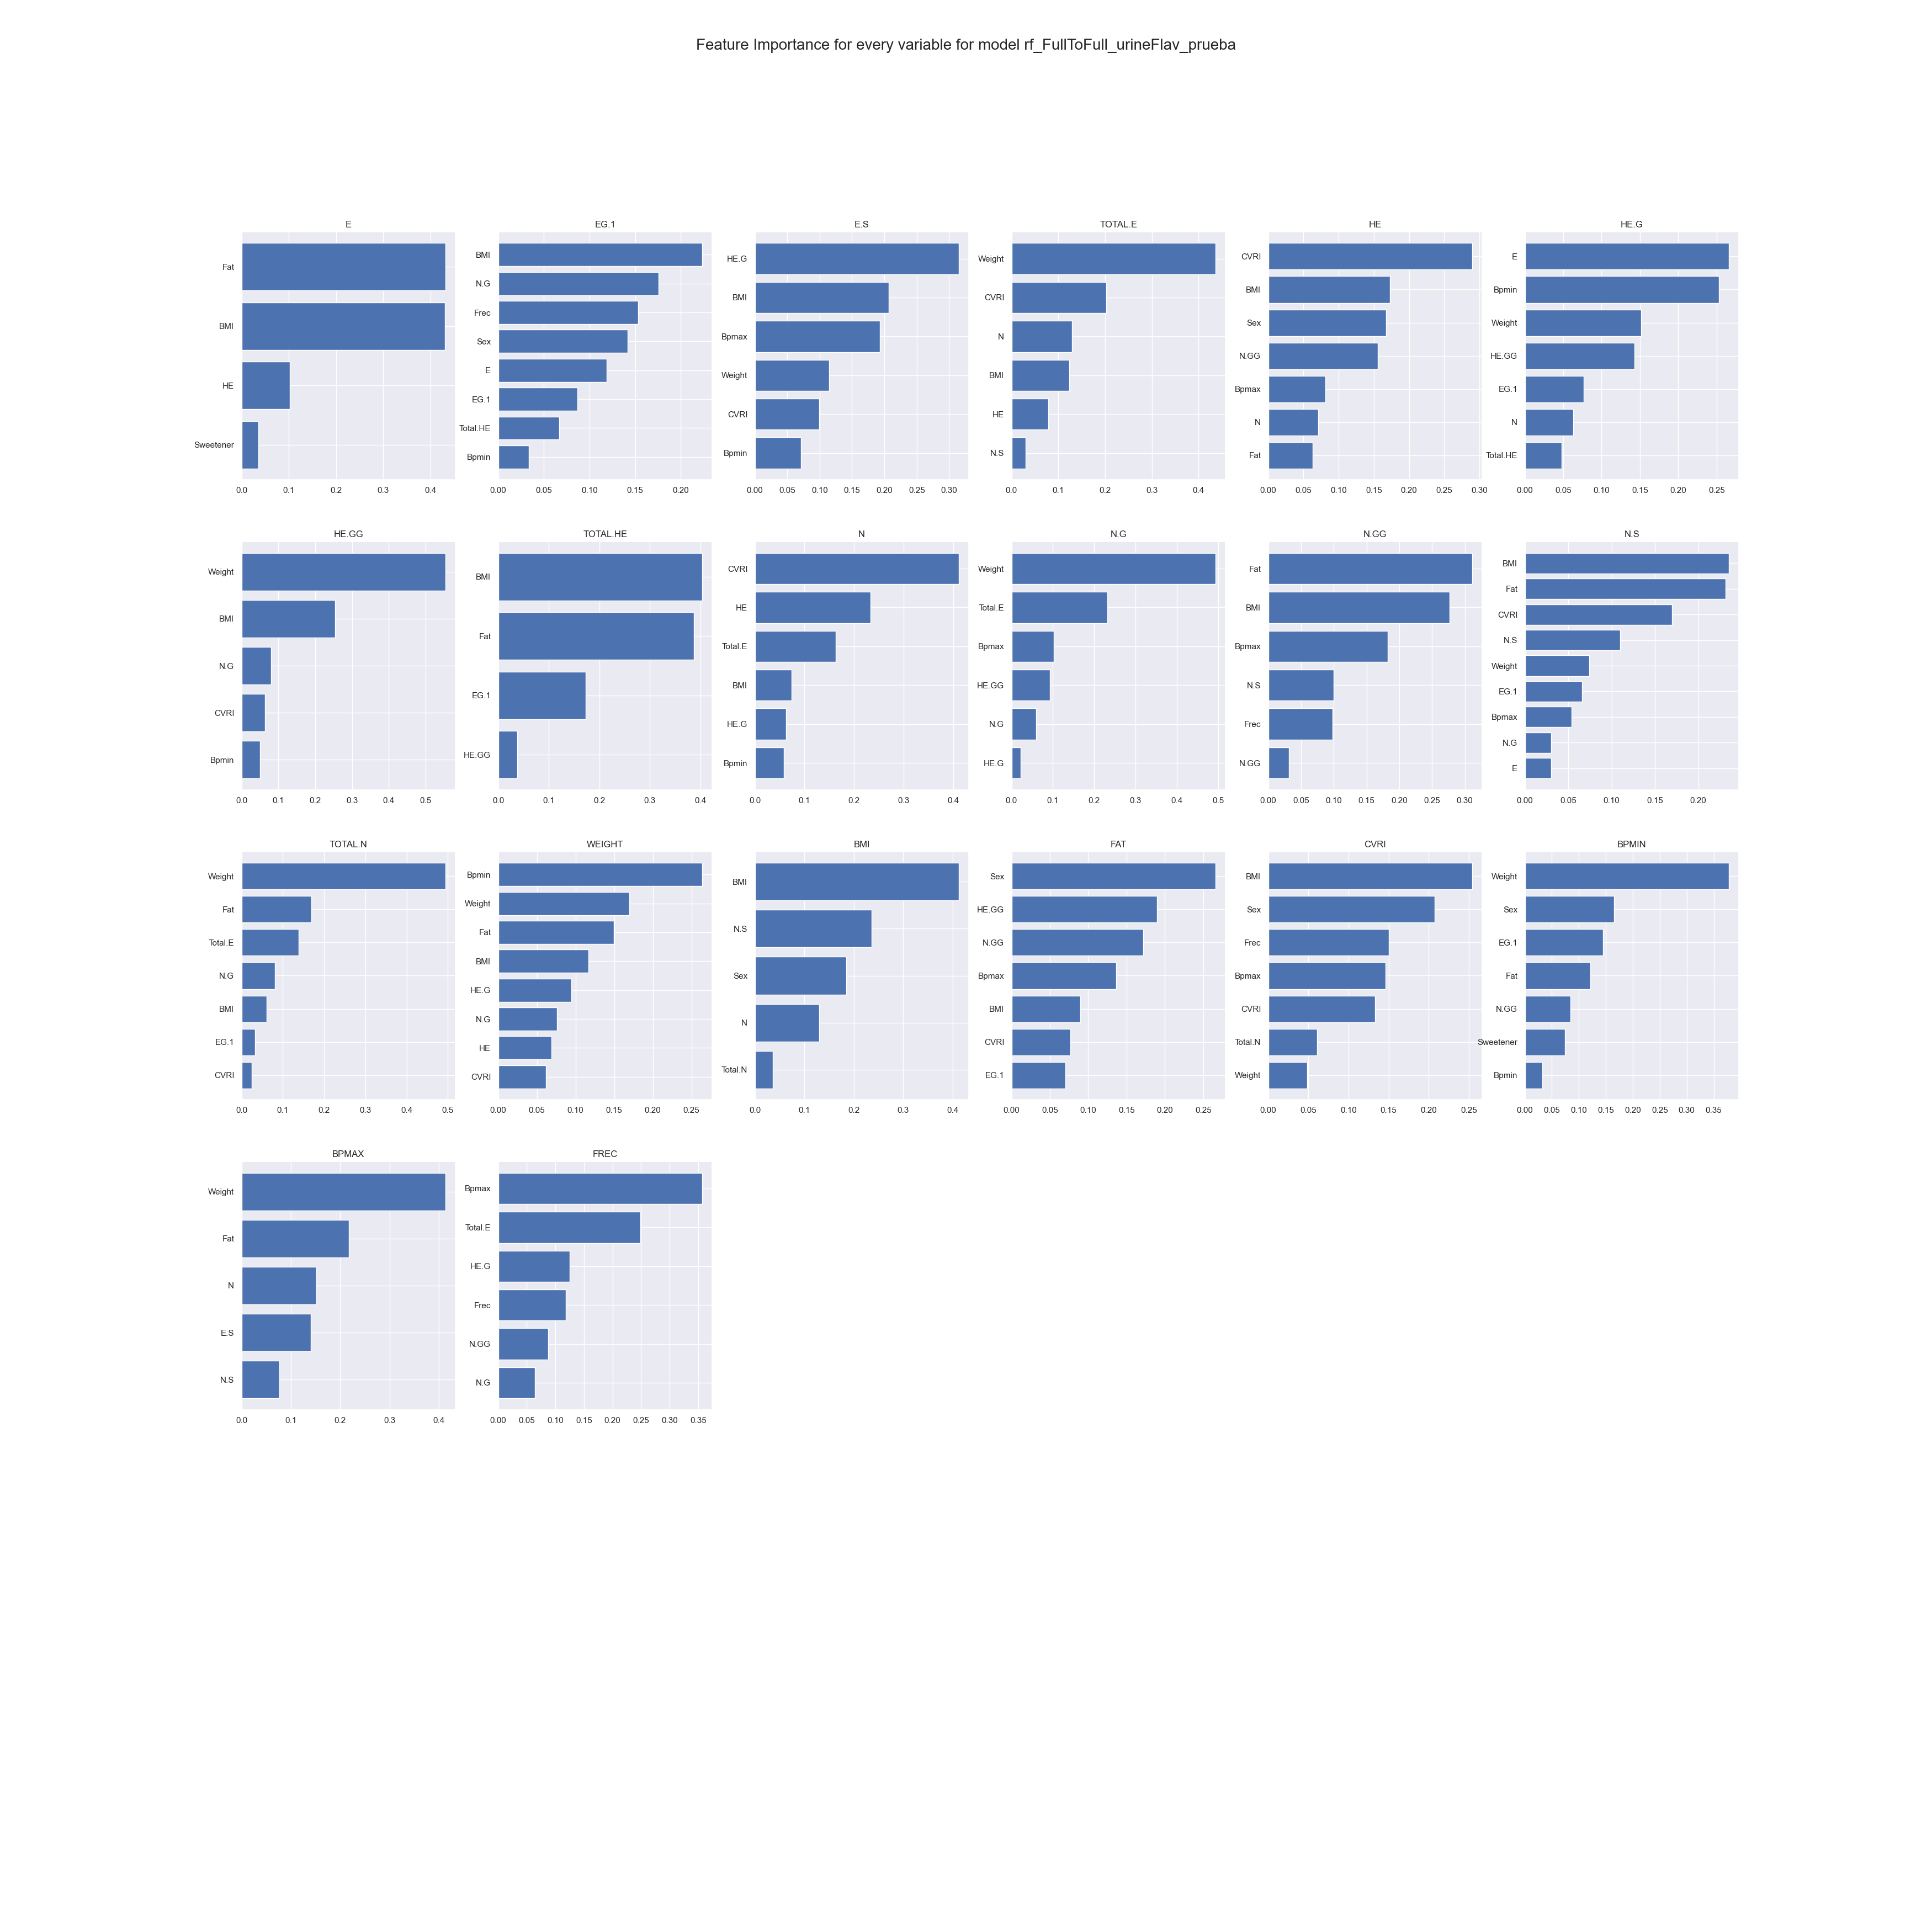 Feature Importance for every variable for model rf_FullToFull_urineFlav_prueba
E
Fat
BMI
HE
Sweetener
0.0 0.1 0.2 0.3 0.4
EG.1
BMI
N.G
Frec
Sex
E
EG.1
Total.HE
Bpmin
0.00 0.05 0.10 0.15 0.20
E.S
HE.G
BMI
Bpmax
Weight
CVRI
Bpmin
0.00 0.05 0.10 0.15 0.20 0.25 0.30
TOTAL.E
Weight
CVRI
N
BMI
HE
N.S
0.0 0.1 0.2 0.3 0.4
HE
CVRI
BMI
Sex
N.GG
Bpmax
N
Fat
0.00 0.05 0.10 0.15 0.20 0.25 0.30
HE.G
E
Bpmin
Weight
HE.GG
EG.1
N
Total.HE
0.00 0.05 0.10 0.15 0.20 0.25
HE.GG
Weight
BMI
N.G
CVRI
Bpmin
0.0 0.1 0.2 0.3 0.4 0.5
TOTAL.HE
BMI
Fat
EG.1
HE.GG
0.0 0.1 0.2 0.3 0.4
N
CVRI
HE
Total.E
BMI
HE.G
Bpmin
0.0 0.1 0.2 0.3 0.4
N.G
Weight
Total.E
Bpmax
HE.GG
N.G
HE.G
0.0 0.1 0.2 0.3 0.4 0.5
N.GG
Fat
BMI
Bpmax
N.S
Frec
N.GG
0.00 0.05 0.10 0.15 0.20 0.25 0.30
N.S
BMI
Fat
CVRI
N.S
Weight
EG.1
Bpmax
N.G
E
0.00 0.05 0.10 0.15 0.20
TOTAL.N
Weight
Fat
Total.E
N.G
BMI
EG.1
CVRI
0.0 0.1 0.2 0.3 0.4 0.5
WEIGHT
Bpmin
Weight
Fat
BMI
HE.G
N.G
HE
CVRI
0.00 0.05 0.10 0.15 0.20 0.25
BMI
BMI
N.S
Sex
N
Total.N
0.0 0.1 0.2 0.3 0.4
FAT
Sex
HE.GG
N.GG
Bpmax
BMI
CVRI
EG.1
0.00 0.05 0.10 0.15 0.20 0.25
CVRI
BMI
Sex
Frec
Bpmax
CVRI
Total.N
Weight
0.00 0.05 0.10 0.15 0.20 0.25
BPMIN
Weight
Sex
EG.1
Fat
N.GG
Sweetener
Bpmin
0.00 0.05 0.10 0.15 0.20 0.25 0.30 0.35
BPMAX
Weight
Fat
N
E.S
N.S
0.0 0.1 0.2 0.3 0.4
FREC
Bpmax
Total.E
HE.G
Frec
N.GG
N.G
0.00 0.05 0.10 0.15 0.20 0.25 0.30 0.35